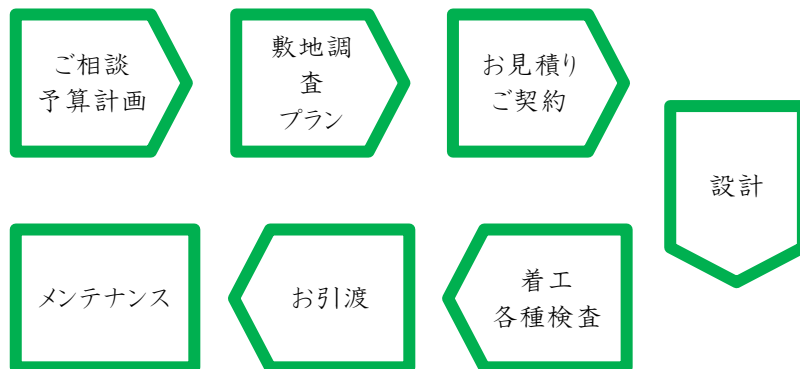 ご相談
予算計画
敷地調
査
プラン
お見積り
ご契約
設計
着工
各種検査
お引渡
メンテナンス